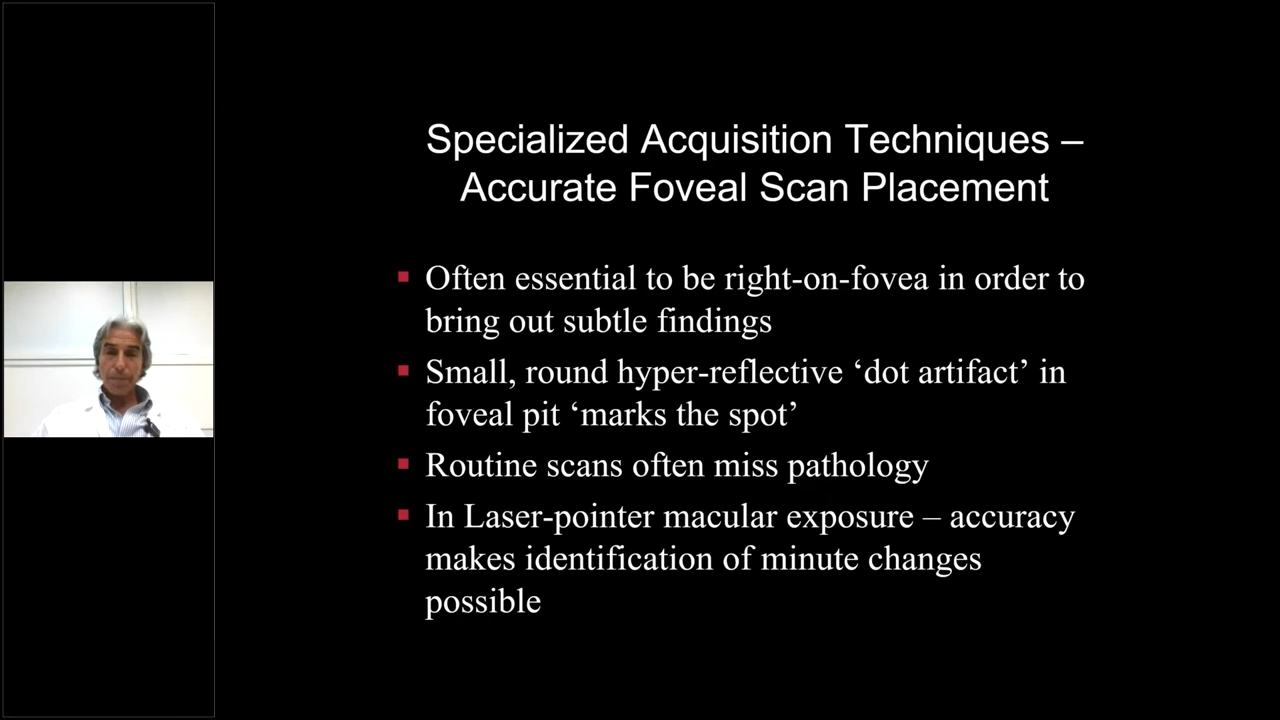 Specialized Acquisition Techniques –
Accurate Foveal Scan Placement
▪ Often essential to be right-on-fovea in order to
bring out subtle findings
▪ Small, round hyper-reflective ‘dot artifact’ in
foveal pit ‘marks the spot’
▪ Routine scans often miss pathology
▪ In Laser-pointer macular exposure – accuracy
makes identification of minute changes
possible